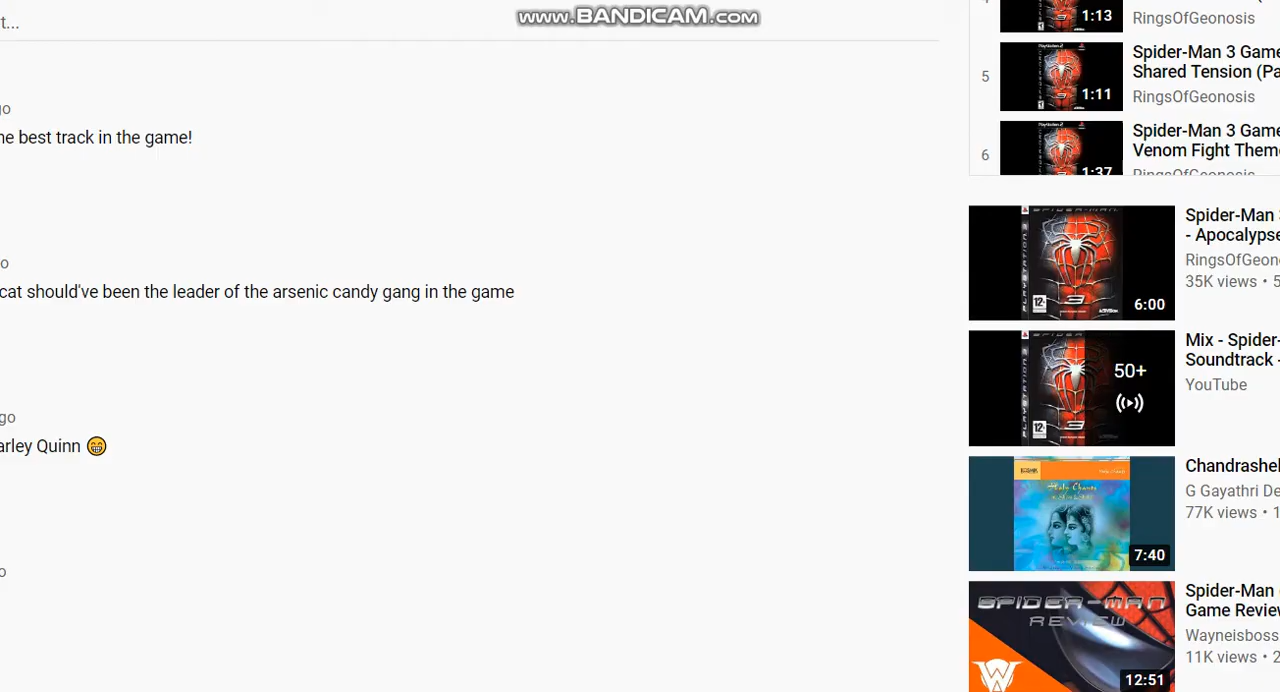 t...
www.BANDICAM.com
go
he best track in the game!
o
cat should've been the leader of the arsenic candy gang in the game
go
arley Quinn 😁
o
1:13
RingsOfGeonosis
5
1:11
Spider-Man 3 Game
Shared Tension (Pa
RingsOfGeonosis
6
1:37
Spider-Man 3 Game
Venom Fight Theme
RingsOfGeonosis
6:00
Spider-Man 3
- Apocalypse
RingsOfGeono
35K views • 5
50+
Mix - Spider-
Soundtrack -
YouTube
7:40
Chandrashek
G Gayathri De
77K views • 1
SPIDER-MAN
REVIEW
12:51
Spider-Man
Game Review
Wayneisboss
11K views • 2